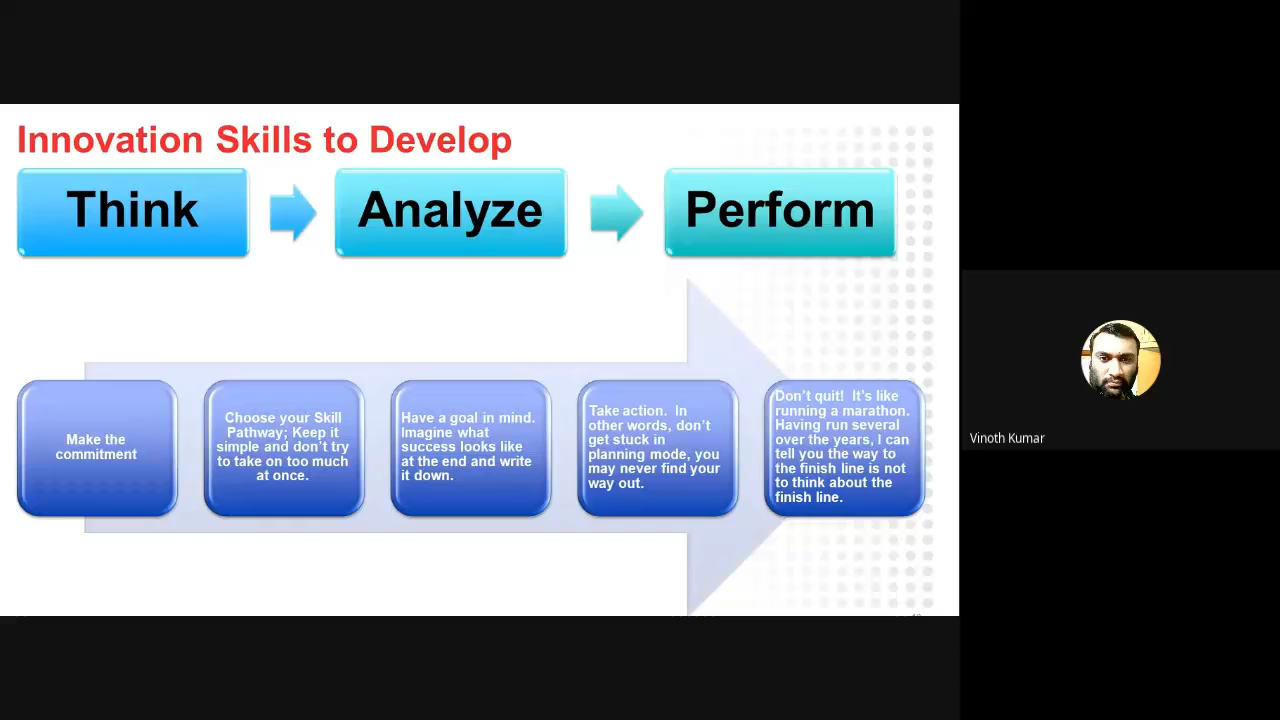 Innovation Skills to Develop
Think
Analyze
Perform
Make the
commitment
Choose your Skill
Pathway; Keep it
simple and don't try
to take on too much
at once.
Have a goal in mind.
Imagine what
success looks like
at the end and write
it down.
Take action.  In
other words, don't
get stuck in
planning mode, you
may never find your
way out.
Don't quit!  It's like
running a marathon.
Having run several
over the years, I can
tell you the way to
the finish line is not
to think about the
finish line.
Vinoth Kumar